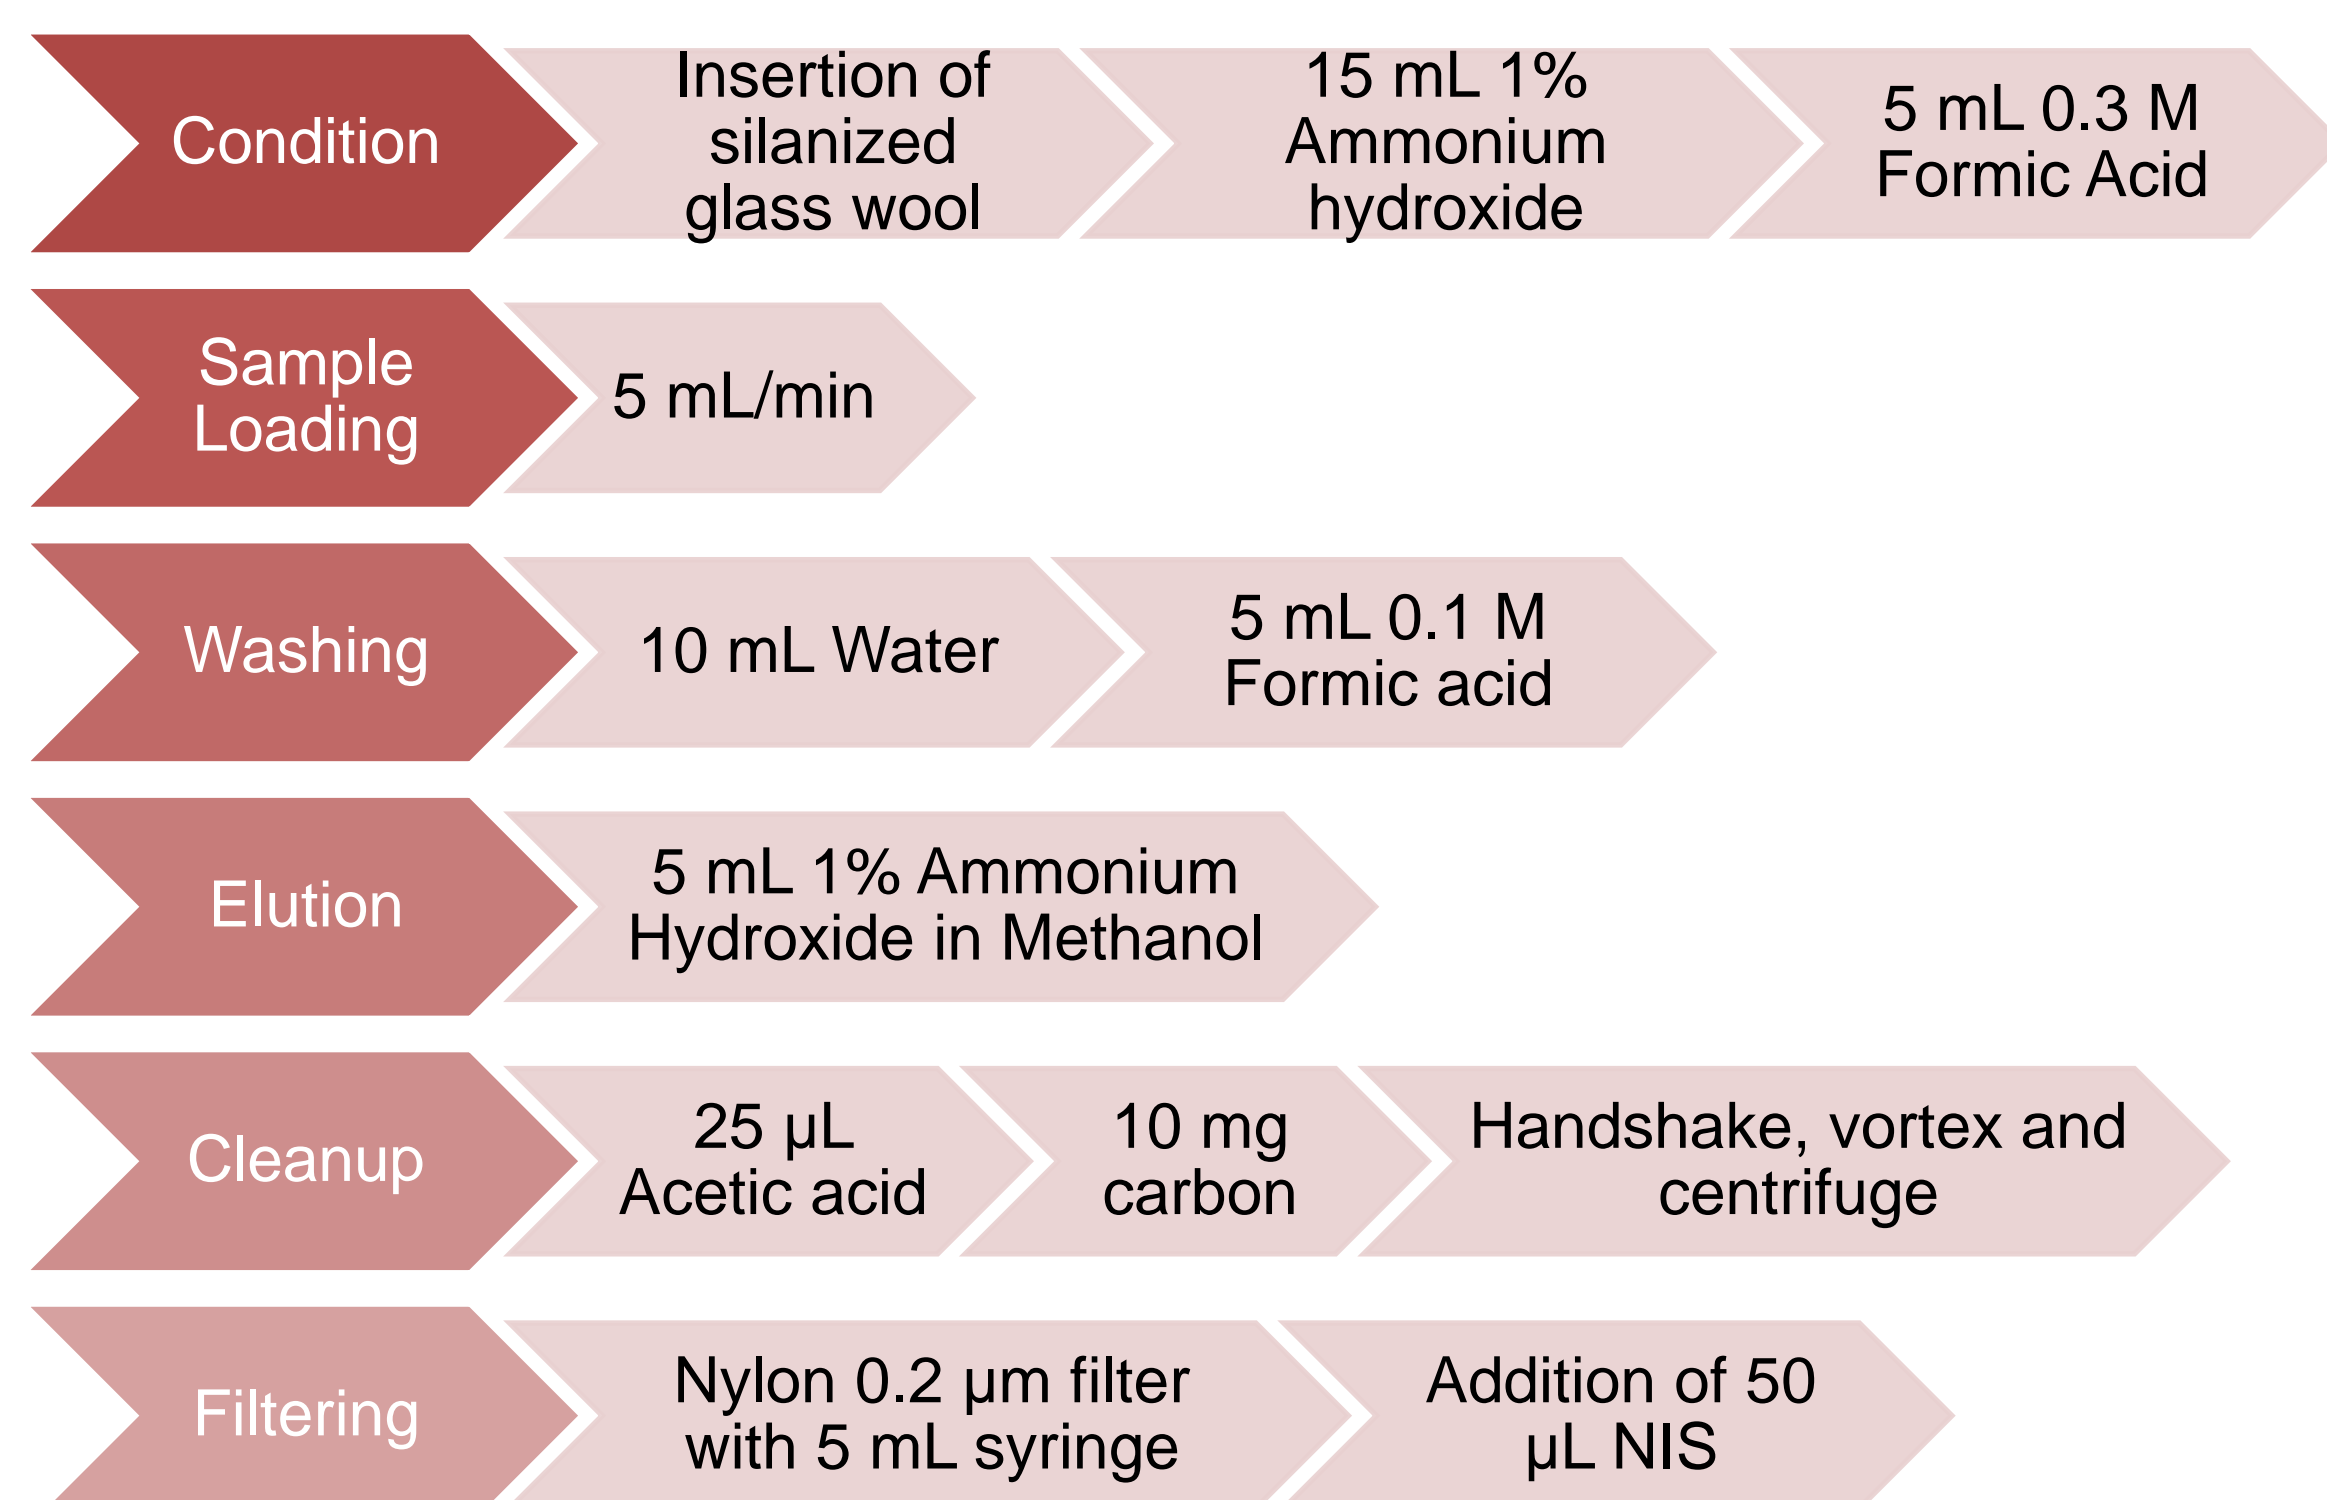 Condition
Insertion of
silanized
glass wool
15 mL 1%
Ammonium
hydroxide
5 mL 0.3 M
Formic Acid
Sample
Loading
5 mL/min
Washing
10 mL Water
5 mL 0.1 M
Formic acid
Elution
5 mL 1% Ammonium
Hydroxide in Methanol
Cleanup
25 µL
Acetic acid
10 mg
carbon
Handshake, vortex and
centrifuge
Filtering
Nylon 0.2 µm filter
with 5 mL syringe
Addition of 50
µL NIS